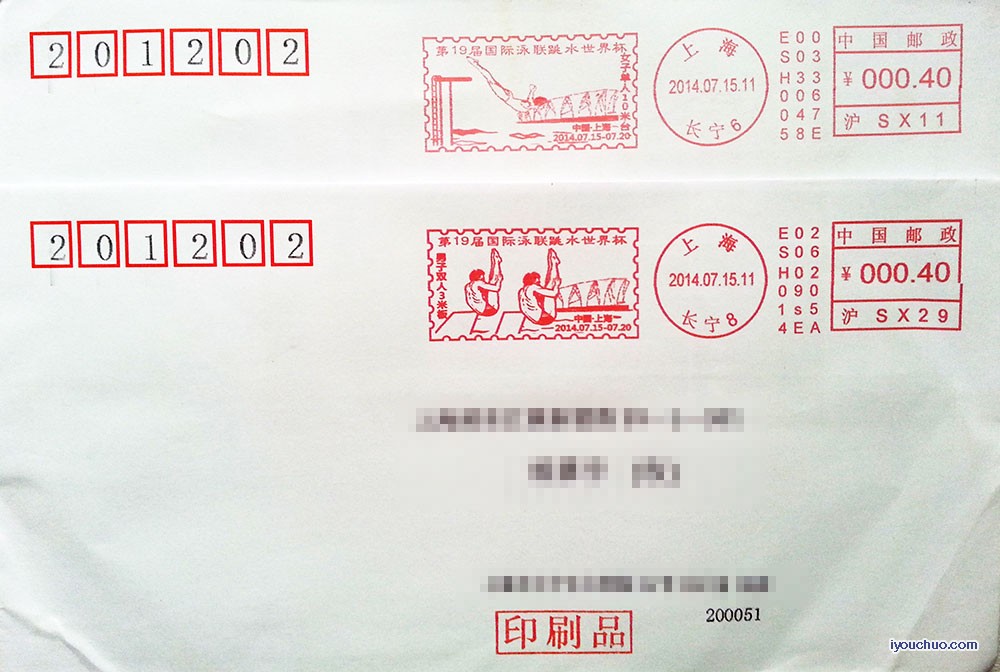 201202
第19届国际泳联跳水世界杯
女子单人10米台
中国·上海
2014.07.15-07.20
上海
2014.07.15.11
长宁6
E00
S03
H33
006
047
58E
中国邮政
¥ 000.40
沪 SX11
201202
第19届国际泳联跳水世界杯
男子双人3米板
中国·上海
2014.07.15-07.20
上海
2014.07.15.11
长宁8
E02
S06
H02
090
1s5
4EA
中国邮政
¥ 000.40
沪 SX29
200051
印刷品
iyouchuo.com